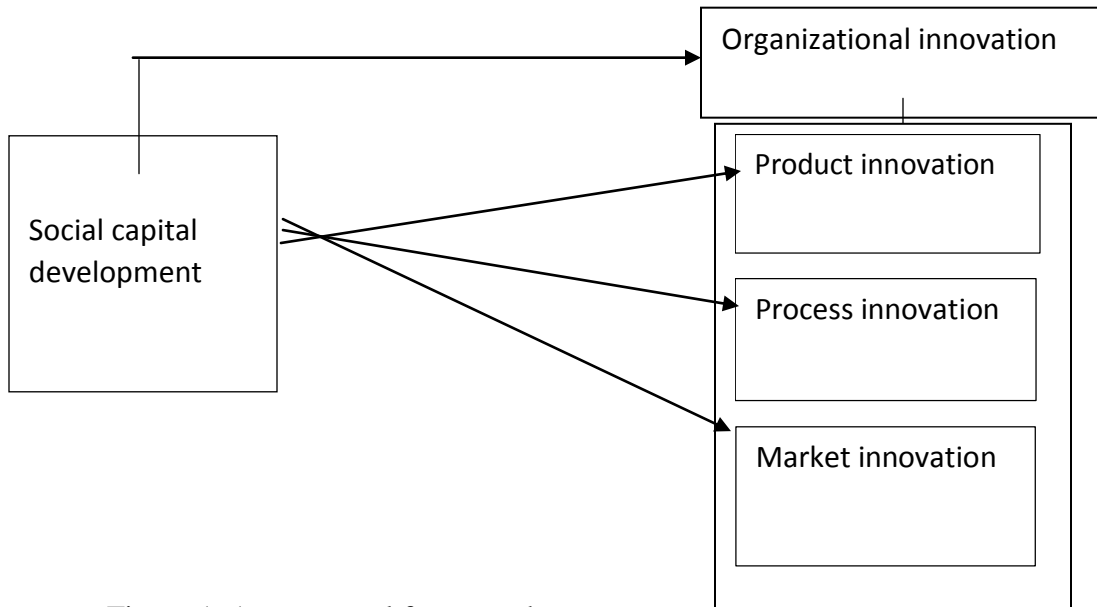 Organizational innovation
Product innovation
Social capital
development
Process innovation
Market innovation